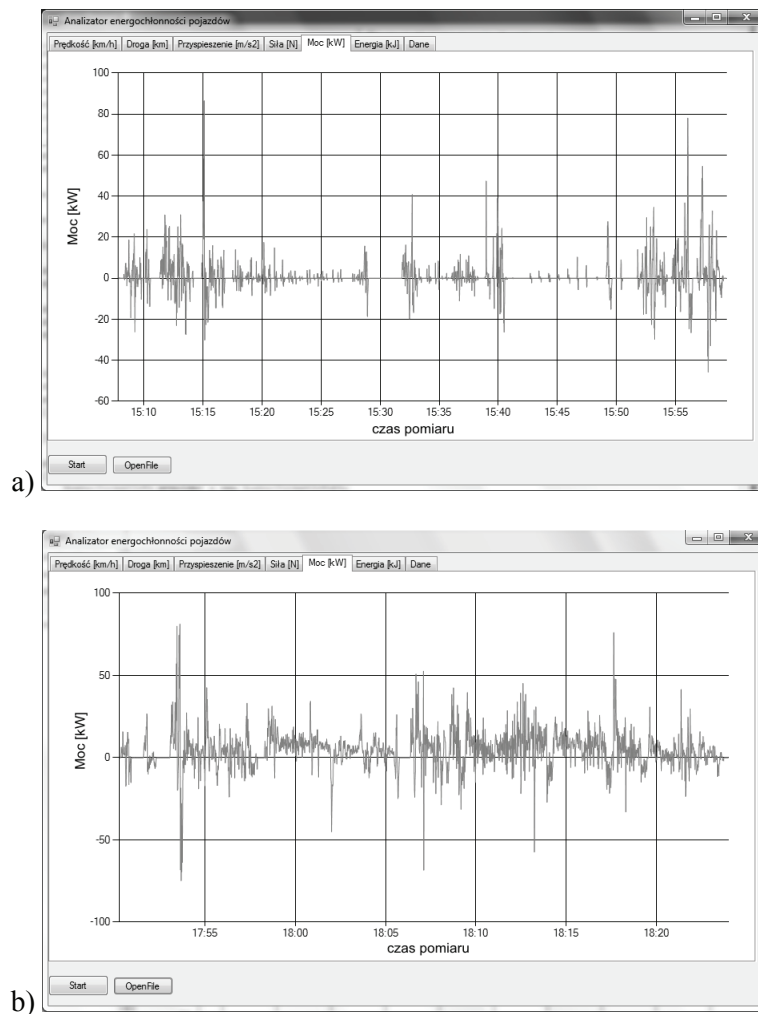 Analizator energochłonności pojazdów
Prędkość [km/h] Droga [km] Przyspieszenie [m/s2] Siła [N] Moc [kW] Energia [kJ] Dane
100
80
60
40
20
0
-20
-40
-60
Moc [kW]
15:10 15:15 15:20 15:25 15:30 15:35 15:40 15:45 15:50 15:55
czas pomiaru
Start OpenFile
a)
Analizator energochłonności pojazdów
Prędkość [km/h] Droga [km] Przyspieszenie [m/s2] Siła [N] Moc [kW] Energia [kJ] Dane
100
50
0
-50
-100
Moc [kW]
17:55 18:00 18:05 18:10 18:15 18:20
czas pomiaru
Start OpenFile
b)